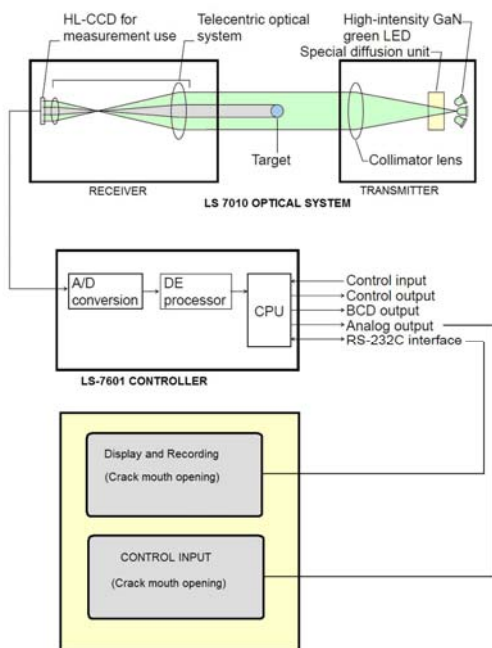 HL-CCD for
measurement use
Telecentric optical
system
High-intensity GaN
green LED
Special diffusion unit
Target
Collimator lens
RECEIVER
TRANSMITTER
LS 7010 OPTICAL SYSTEM
A/D
conversion
DE
processor
CPU
Control input
Control output
BCD output
Analog output
RS-232C interface
LS-7601 CONTROLLER
Display and Recording
(Crack mouth opening)
CONTROL INPUT
(Crack mouth opening)